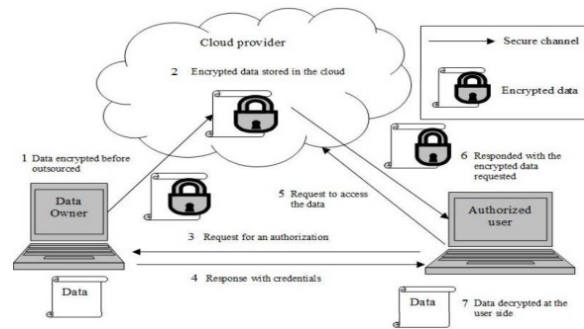 Cloud provider
2 Encrypted data stored in the cloud
Secure channel
Encrypted data
1 Data encrypted before
outsourced
Data
Owner
6 Responded with the
encrypted data
requested
5 Request to access
the data
Authorized
user
3 Request for an authorization
4 Response with credentials
Data
Data
7 Data decrypted at the
user side